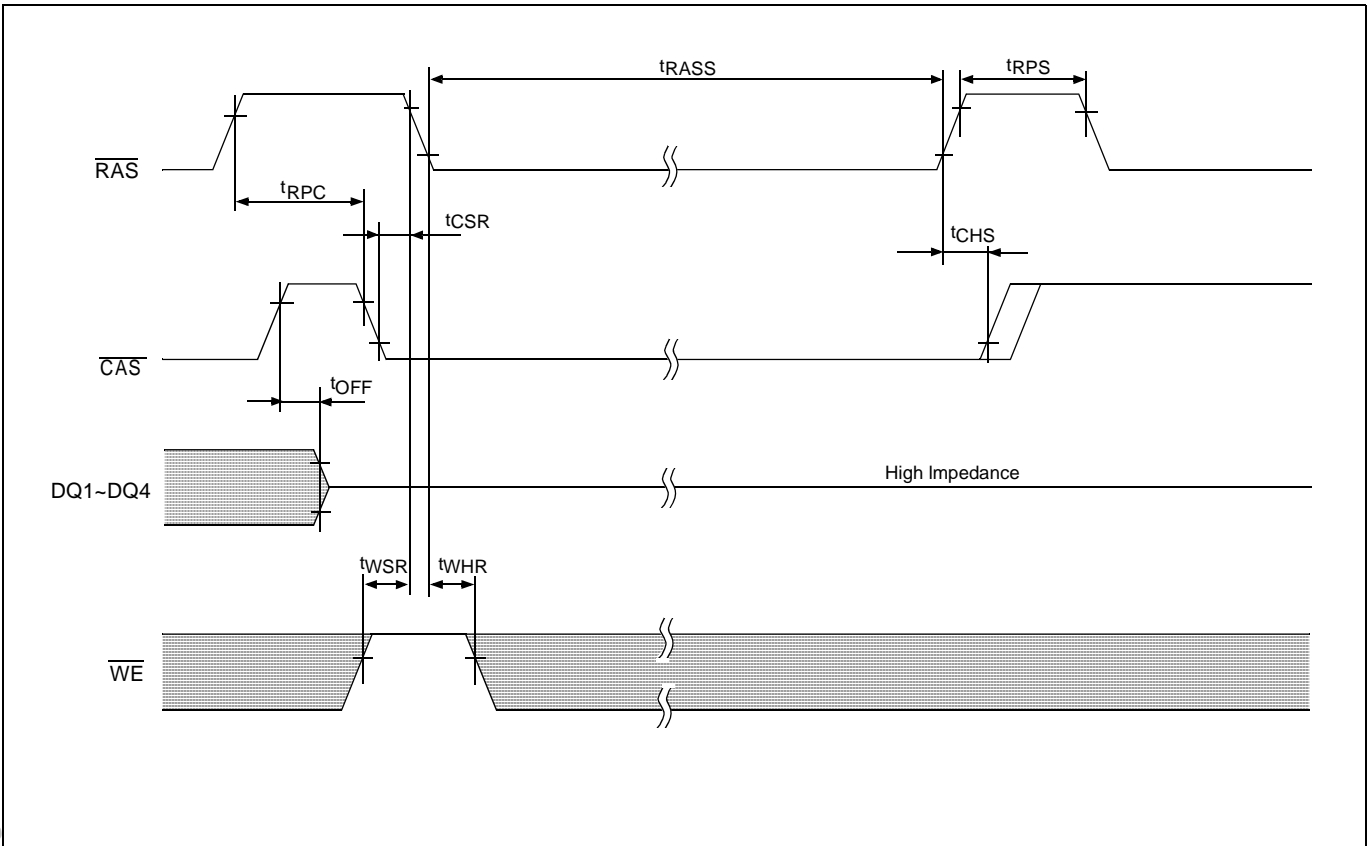 tRASS
tRPS
RAS
tRPC
tCSR
tCHS
CAS
tOFF
DQ1~DQ4
High Impedance
tWSR
tWHR
WE